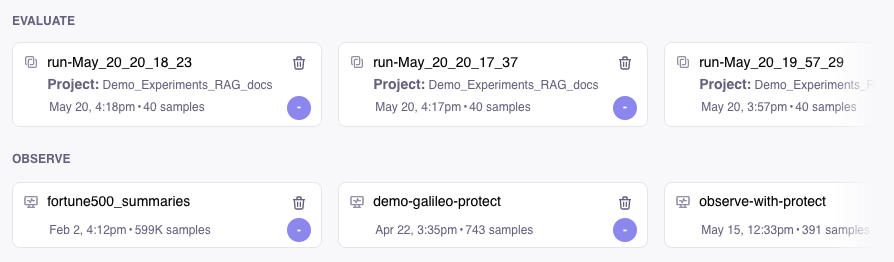 EVALUATE
run-May_20_20_18_23
Project: Demo_Experiments_RAG_docs
May 20, 4:18pm • 40 samples
-
run-May_20_20_17_37
Project: Demo_Experiments_RAG_docs
May 20, 4:17pm • 40 samples
-
run-May_20_19_57_29
Project: Demo_Experiments_R
May 20, 3:57pm • 40 samples
OBSERVE
fortune500_summaries
Feb 2, 4:12pm • 599K samples
-
demo-galileo-protect
Apr 22, 3:35pm • 743 samples
-
observe-with-protect
May 15, 12:33pm • 391 samples